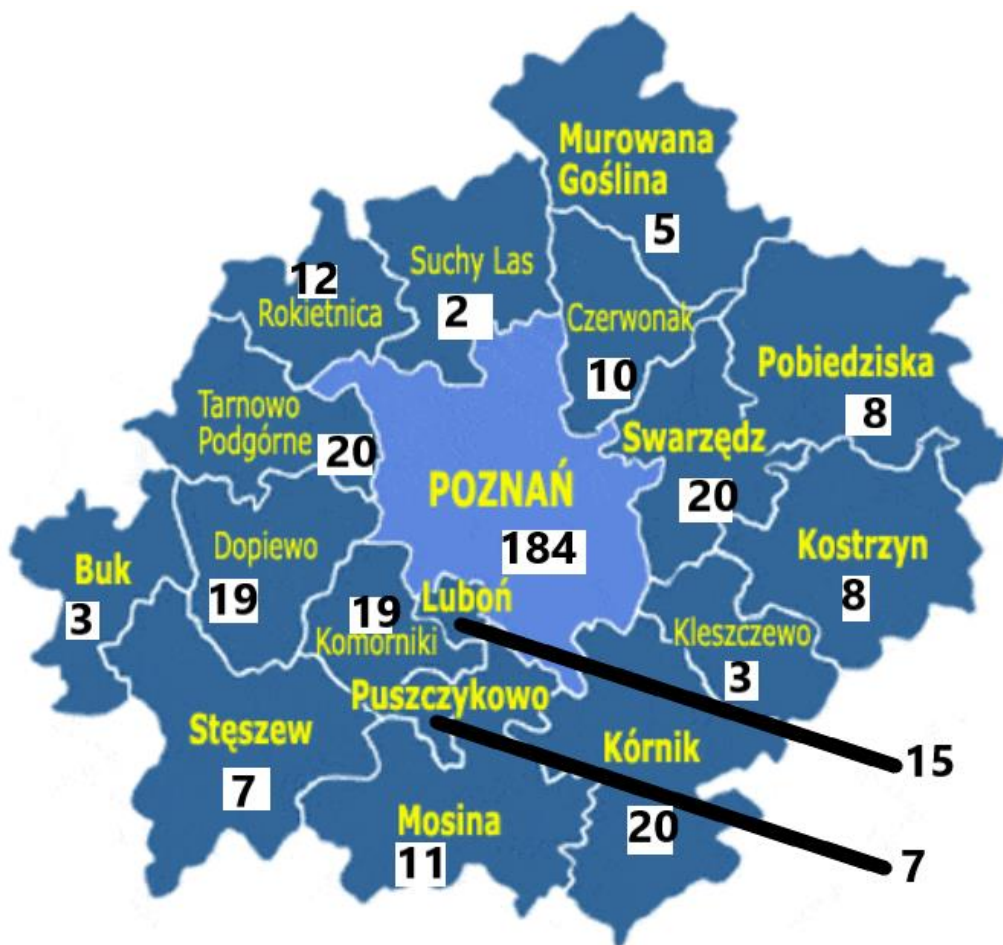 Murowana
Goślina
5
Suchy Las
2
12
Rokietnica
Czerwonak
10
Pobiedziska
8
Tarnowo
Podgórne
20
Swarzędz
20
POZNAŃ
184
Kostrzyn
8
Buk
3
Dopiewo
19
19
Komorniki
Luboń
Kleszczewo
3
Puszczykowo
Stęszew
7
Kórnik
20
15
Mosina
11
7